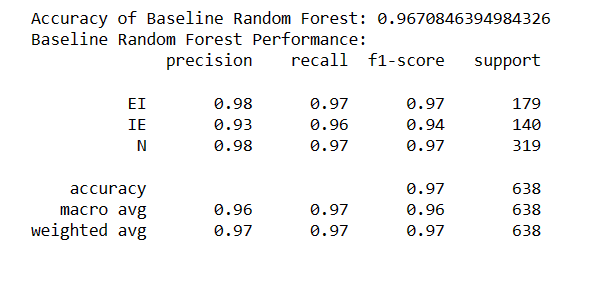 Accuracy of Baseline Random Forest: 0.9670846394984326
Baseline Random Forest Performance:
precision recall f1-score support
EI 0.98 0.97 0.97 179
IE 0.93 0.96 0.94 140
N 0.98 0.97 0.97 319
accuracy 0.97 638
macro avg 0.96 0.97 0.96 638
weighted avg 0.97 0.97 0.97 638